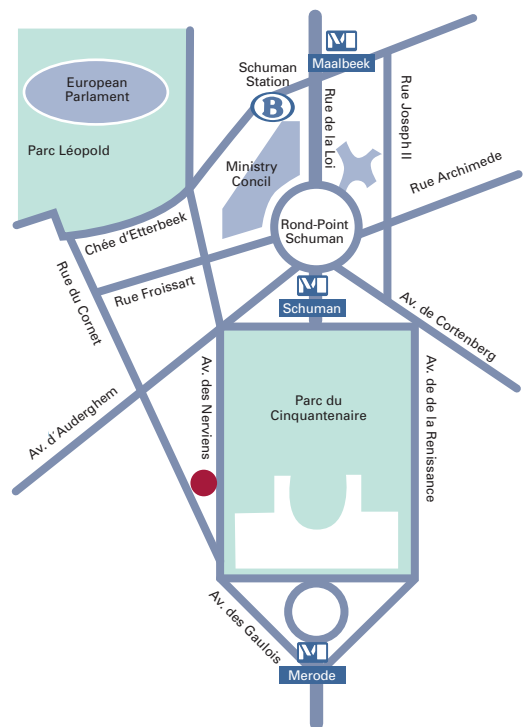 European
Parlament
Parc Léopold
Schuman
Station
B
M
Maalbeek
Rue de la Loi
Rue Joseph II
Ministry
Concil
Rue Archimede
Rond-Point
Schuman
Chée d'Etterbeek
Rue Froissart
Rue du Cornet
M
Schuman
Av. de Cortenberg
Av. d'Auderghem
Av. des Nerviens
Parc du
Cinquantenaire
Av. de de la Renissance
Av. des Gaulois
M
Merode